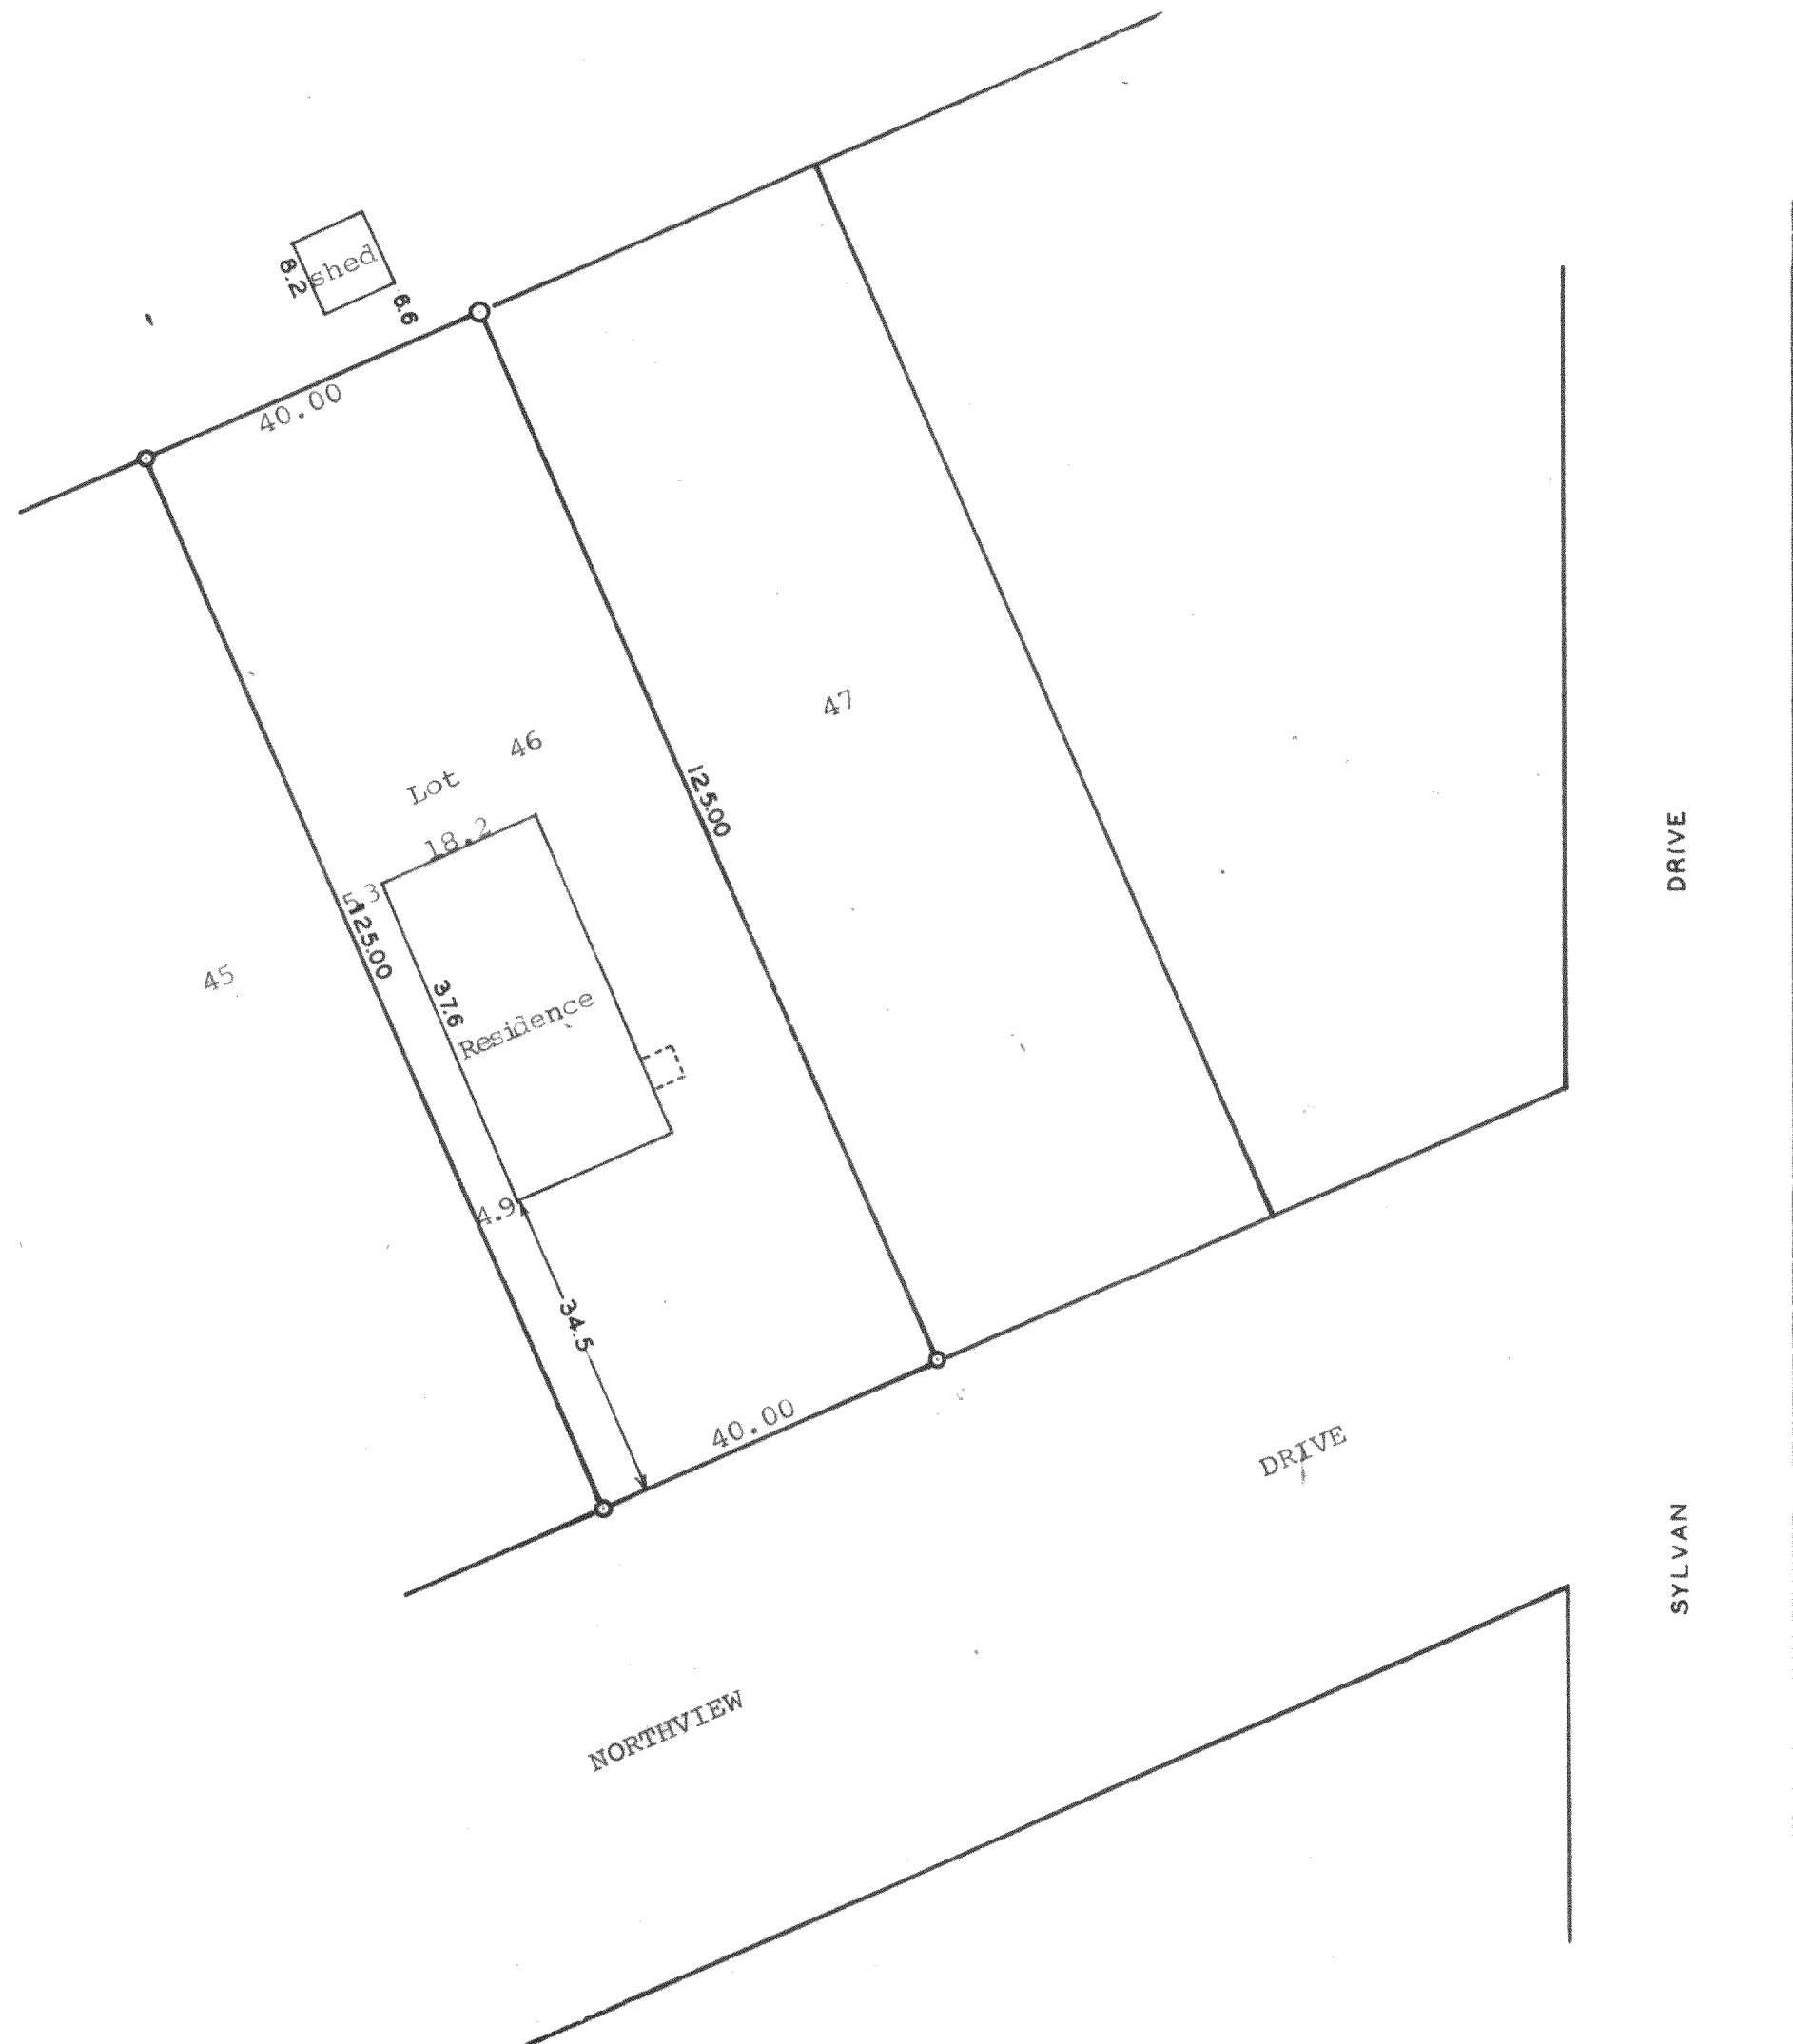 shed
8.2
6.6
40.00
47
46
Lot
125.00
18.2
5.3
125.00
45
37.6
Residence
4.9
34.5
40.00
DRIVE
NORTHVIEW
DRIVE
SYLVAN